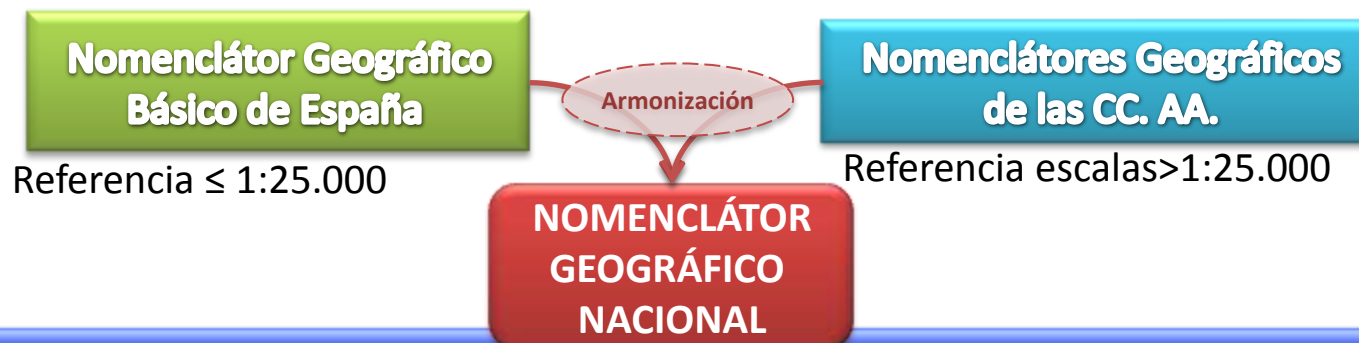 Nomenclátor Geográfico
Básico de España
Referencia ≤ 1:25.000
Armonización
Nomenclátores Geográficos
de las CC. AA.
Referencia escalas>1:25.000
NOMENCLÁTOR
GEOGRÁFICO
NACIONAL